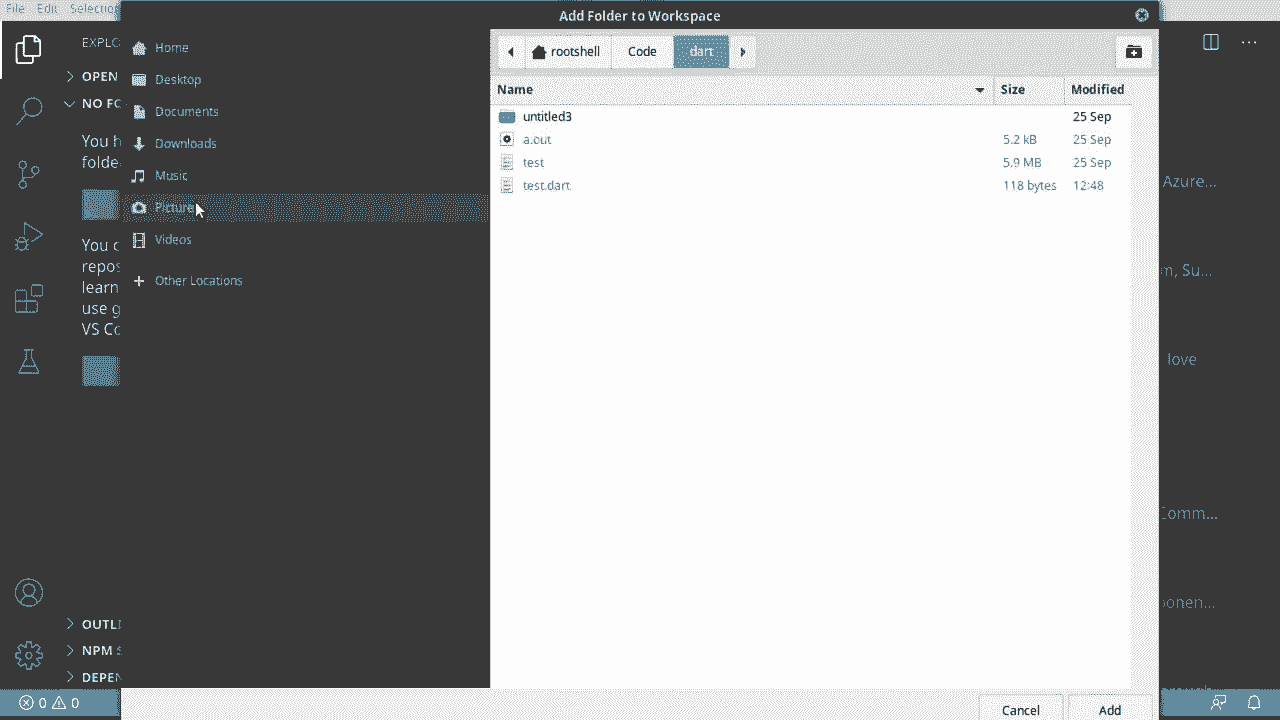 File Edit Selectio
Add Folder to Workspace
EXPLO
OPEN
NO FO
You h
folde
You c
repos
learn
use g
VS Co
OUTLI
NPM S
DEPEN
0 0
Home
Desktop
Documents
Downloads
Music
Picture
Videos
Other Locations
rootshell Code dart
Name Size Modified
untitled3 25 Sep
a.out 5.2 kB 25 Sep
test 5.9 MB 25 Sep
test.dart 118 bytes 12:48
Cancel Add
Azure...
m, Su...
love
Comm...
ponen...